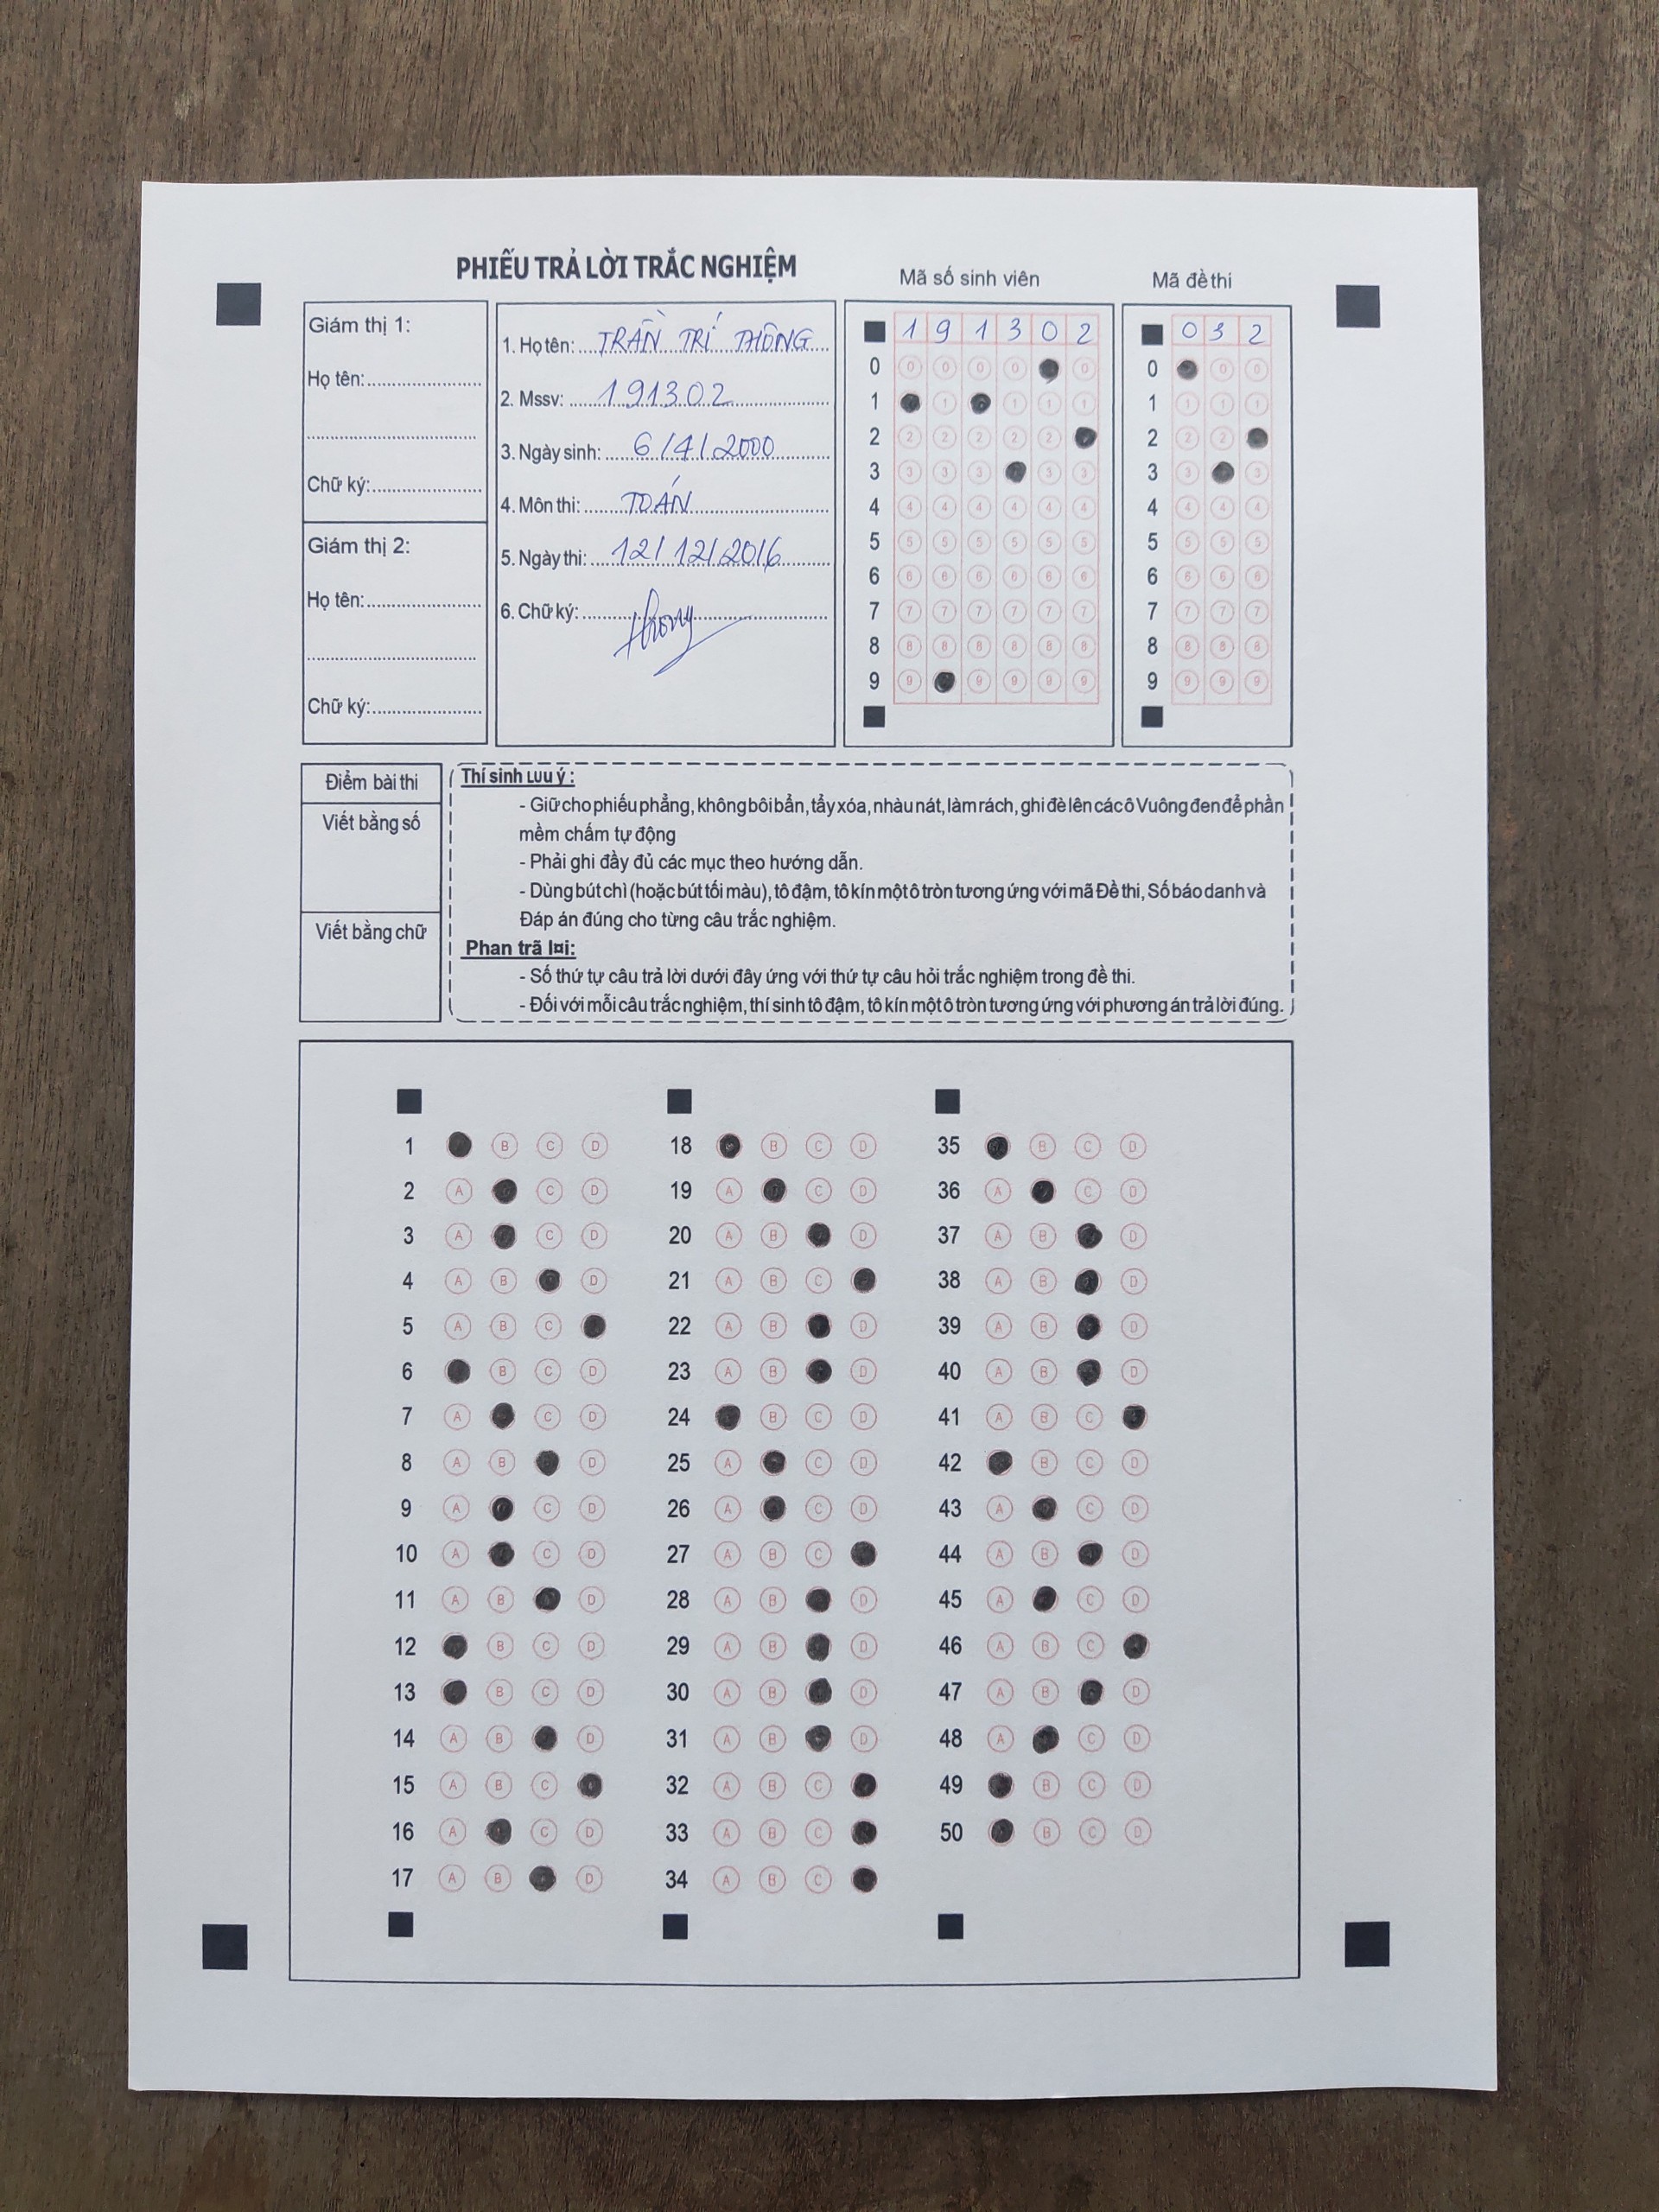 PHIẾU TRẢ LỜI TRẮC NGHIỆM
Mã số sinh viên
Mã đề thi
Giám thị 1:
Họ tên:
Chữ ký:
Giám thị 2:
Họ tên:
Chữ ký:
1. Họ tên: TRẦN TRÍ THÔNG
2. Mssv: 191302
3. Ngày sinh: 6/4/2000
4. Môn thi: TOÁN
5. Ngày thi: 12/12/2016
6. Chữ ký: thong
1 9 1 3 0 2
0 0 0 0 0 0
1 1 1 1 1
2 2 2 2 2 2
3 3 3 3 3 3
4 4 4 4 4 4 4
5 5 5 5 5 5 5
6 6 6 6 6 6 6
7 7 7 7 7 7 7
8 8 8 8 8 8 8
9 9 9 9 9 9
0 3 2
0 0 0
1 1 1 1
2 2 2
3 3 3
4 4 4 4
5 5 5 5
6 6 6 6
7 7 7 7
8 8 8 8
9 9 9 9
Điểm bài thi
Viết bằng số
Viết bằng chữ
Thí sinh LƯU ý :
- Giữ cho phiếu phẳng, không bôi bẩn, tẩy xóa, nhàu nát, làm rách, ghi đè lên các ô Vuông đen để phần
mềm chấm tự động
- Phải ghi đầy đủ các mục theo hướng dẫn.
- Dùng bút chì (hoặc bút tối màu), tô đậm, tô kín một ô tròn tương ứng với mã Đề thi, Số báo danh và
Đáp án đúng cho từng câu trắc nghiệm.
Phan trã l¤i:
- Số thứ tự câu trả lời dưới đây ứng với thứ tự câu hỏi trắc nghiệm trong đề thi.
- Đối với mỗi câu trắc nghiệm, thí sinh tô đậm, tô kín một ô tròn tương ứng với phương án trả lời đúng.
1 B C D
2 A C D
3 A C D
4 A B D
5 A B C
6 B C D
7 A C D
8 A B D
9 A C D
10 A C D
11 A B D
12 B C D
13 B C D
14 A B D
15 A B C
16 A C D
17 A B D
18 B C D
19 A C D
20 A B D
21 A B C
22 A B D
23 A B D
24 B C D
25 A C D
26 A C D
27 A B C
28 A B D
29 A B D
30 A B D
31 A B D
32 A B C
33 A B C
34 A B C
35 B C D
36 A C D
37 A B D
38 A B D
39 A B D
40 A B D
41 A B C
42 B C D
43 A C D
44 A B D
45 A C D
46 A B C
47 A B D
48 A C D
49 B C D
50 B C D